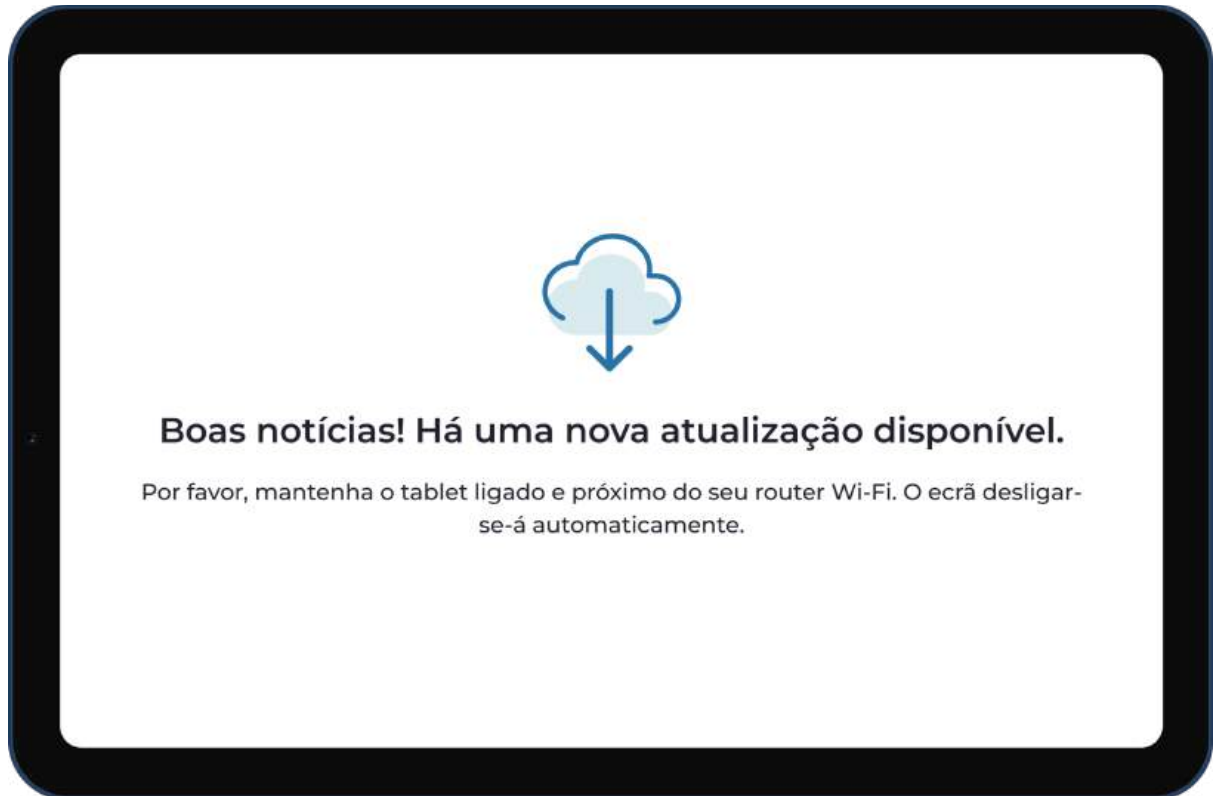 Boas notícias! Há uma nova atualização disponível.
Por favor, mantenha o tablet ligado e próximo do seu router Wi-Fi. O ecrã desligar-
se-á automaticamente.